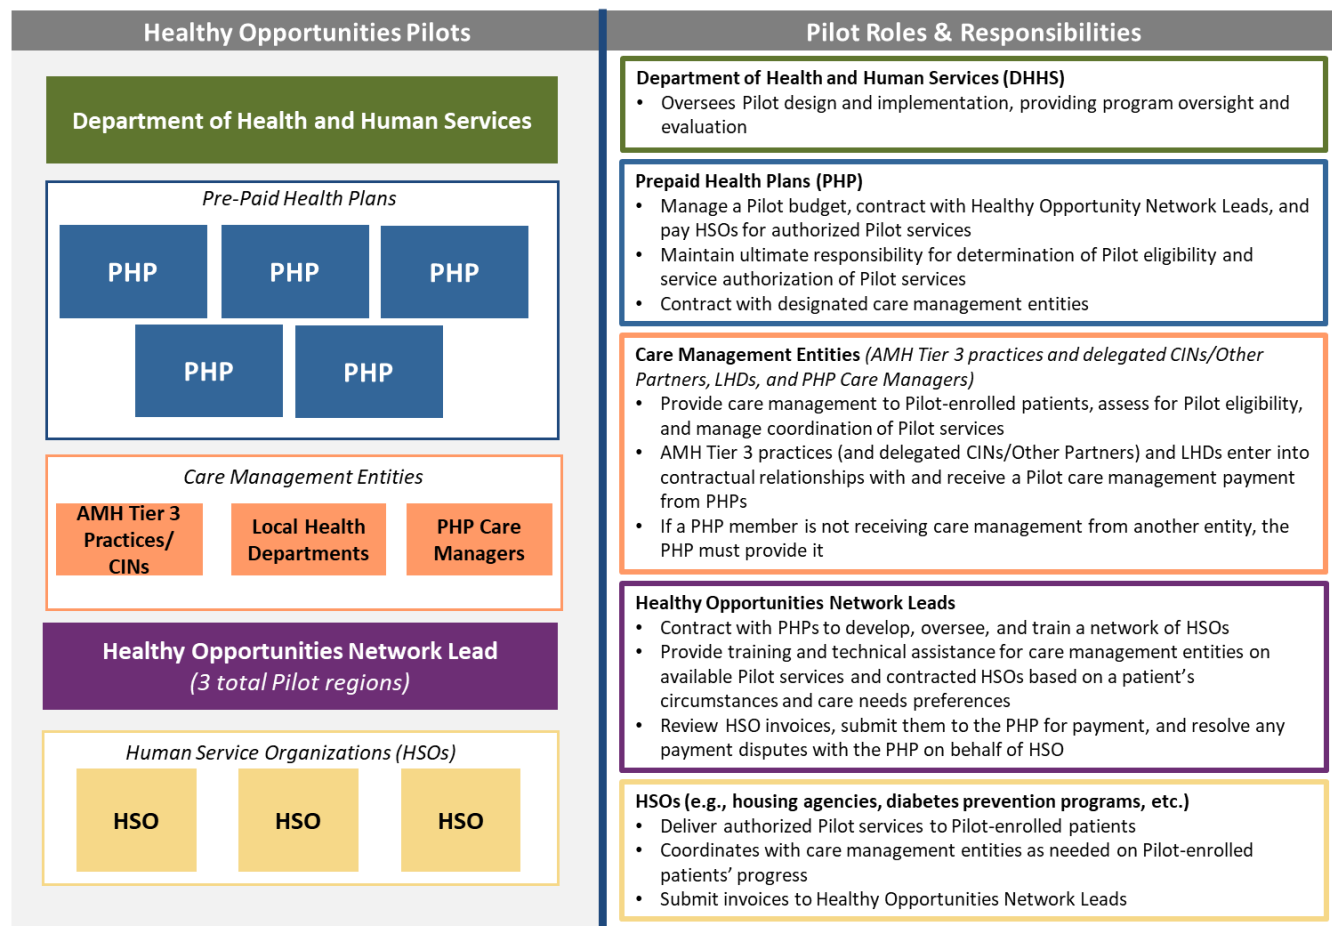 Healthy Opportunities Pilots
Department of Health and Human Services
Pre-Paid Health Plans
PHP
PHP
PHP
PHP
PHP
Care Management Entities
AMH Tier 3
Practices/
CINs
Local Health
Departments
PHP Care
Managers
Healthy Opportunities Network Lead
(3 total Pilot regions)
Human Service Organizations (HSOs)
HSO
HSO
HSO
Pilot Roles & Responsibilities
Department of Health and Human Services (DHHS)
• Oversees Pilot design and implementation, providing program oversight and
evaluation
Prepaid Health Plans (PHP)
• Manage a Pilot budget, contract with Healthy Opportunity Network Leads, and
pay HSOs for authorized Pilot services
• Maintain ultimate responsibility for determination of Pilot eligibility and
service authorization of Pilot services
• Contract with designated care management entities
Care Management Entities (AMH Tier 3 practices and delegated CINs/Other
Partners, LHDs, and PHP Care Managers)
• Provide care management to Pilot-enrolled patients, assess for Pilot eligibility,
and manage coordination of Pilot services
• AMH Tier 3 practices (and delegated CINs/Other Partners) and LHDs enter into
contractual relationships with and receive a Pilot care management payment
from PHPs
• If a PHP member is not receiving care management from another entity, the
PHP must provide it
Healthy Opportunities Network Leads
• Contract with PHPs to develop, oversee, and train a network of HSOs
• Provide training and technical assistance for care management entities on
available Pilot services and contracted HSOs based on a patient's
circumstances and care needs preferences
• Review HSO invoices, submit them to the PHP for payment, and resolve any
payment disputes with the PHP on behalf of HSO
HSOs (e.g., housing agencies, diabetes prevention programs, etc.)
• Deliver authorized Pilot services to Pilot-enrolled patients
• Coordinates with care management entities as needed on Pilot-enrolled
patients' progress
• Submit invoices to Healthy Opportunities Network Leads